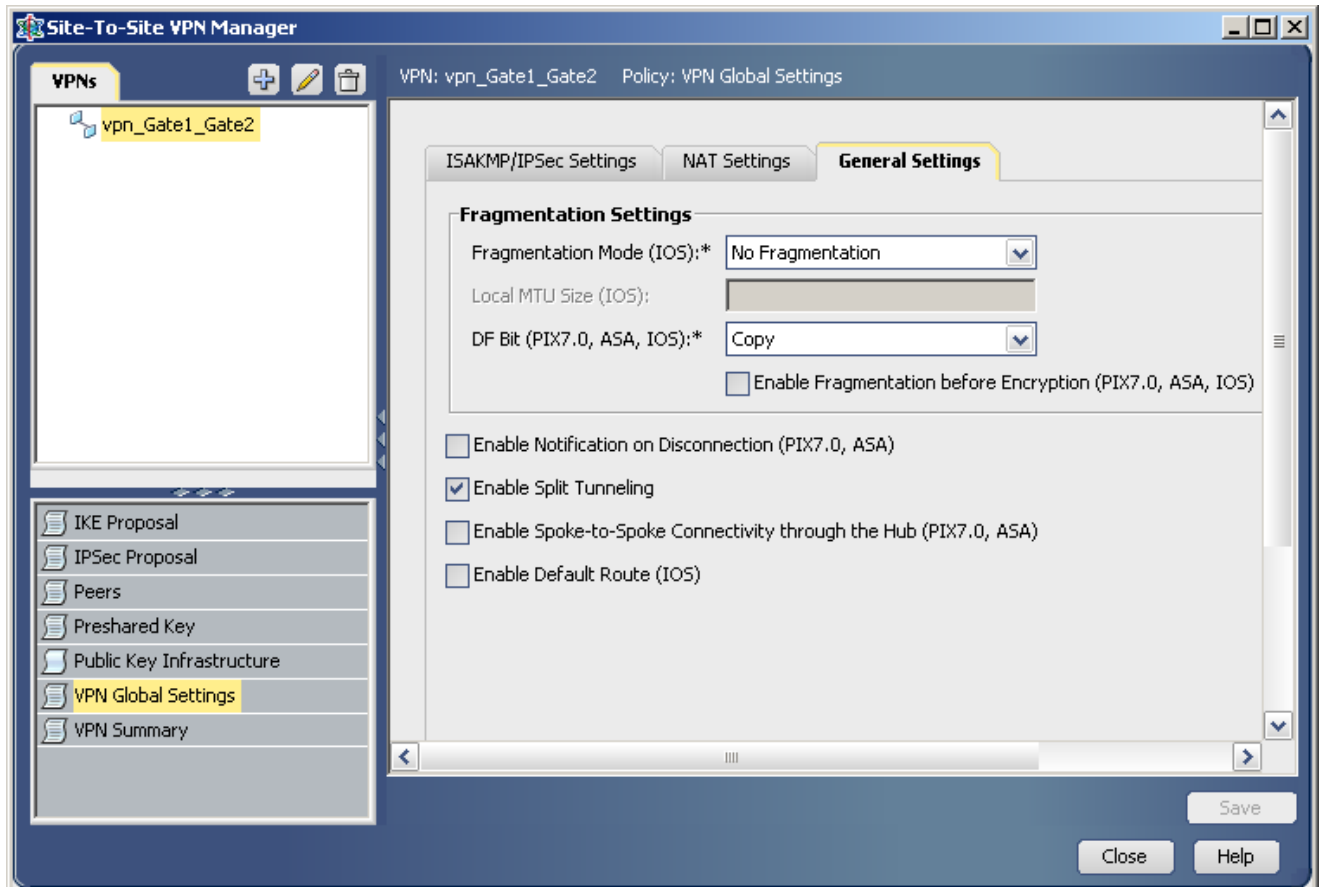 Site-To-Site VPN Manager
VPNs
vpn_Gate1_Gate2
IKE Proposal
IPSec Proposal
Peers
Preshared Key
Public Key Infrastructure
VPN Global Settings
VPN Summary
VPN: vpn_Gate1_Gate2 Policy: VPN Global Settings
ISAKMP/IPSec Settings NAT Settings General Settings
Fragmentation Settings
Fragmentation Mode (IOS):* No Fragmentation
Local MTU Size (IOS):
DF Bit (PIX7.0, ASA, IOS):* Copy
Enable Fragmentation before Encryption (PIX7.0, ASA, IOS)
Enable Notification on Disconnection (PIX7.0, ASA)
Enable Split Tunneling
Enable Spoke-to-Spoke Connectivity through the Hub (PIX7.0, ASA)
Enable Default Route (IOS)
Save
Close Help